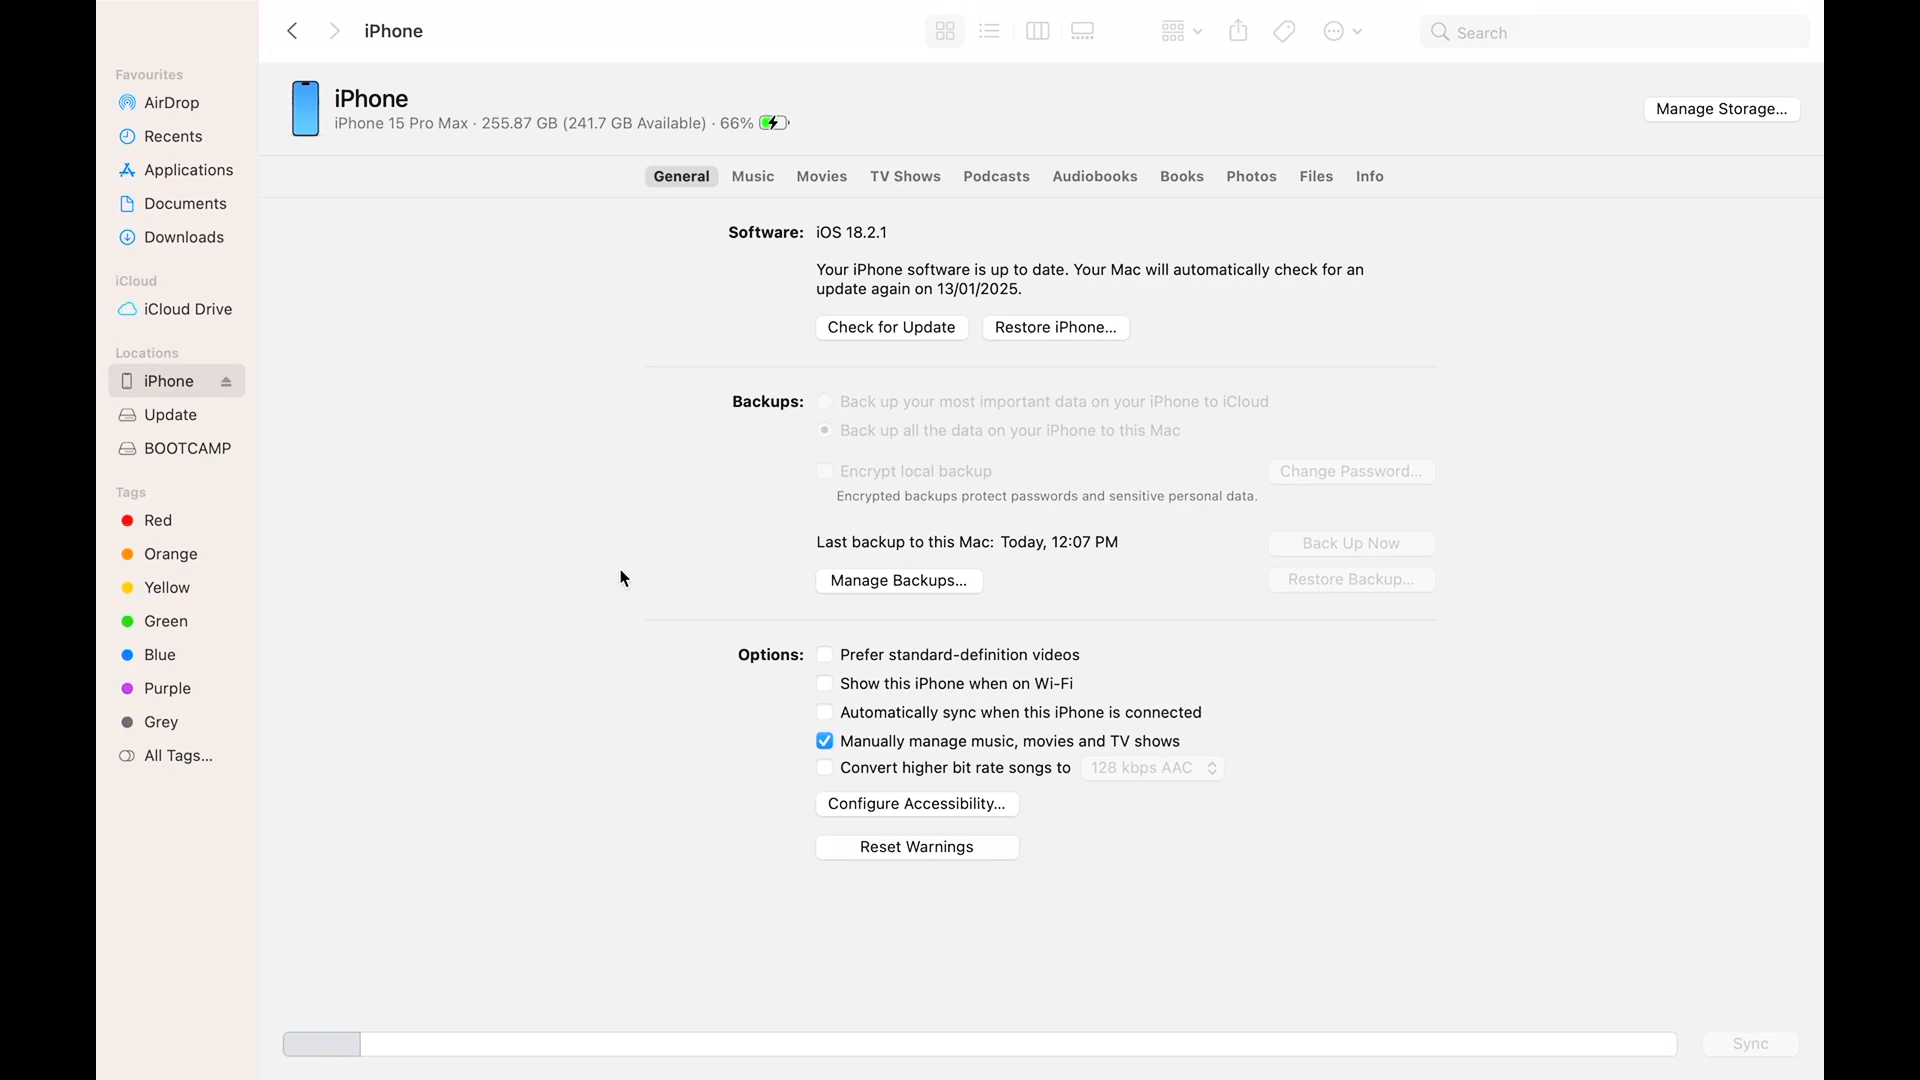 iPhone
Search
Favourites
AirDrop
Recents
Applications
Documents
Downloads
iCloud
iCloud Drive
Locations
iPhone
Update
BOOTCAMP
Tags
Red
Orange
Yellow
Green
Blue
Purple
Grey
All Tags...
iPhone
iPhone 15 Pro Max · 255.87 GB (241.7 GB Available) · 66%
Manage Storage...
General Music Movies TV Shows Podcasts Audiobooks Books Photos Files Info
Software: iOS 18.2.1
Your iPhone software is up to date. Your Mac will automatically check for an
update again on 13/01/2025.
Check for Update Restore iPhone...
Backups: Back up your most important data on your iPhone to iCloud
Back up all the data on your iPhone to this Mac
Encrypt local backup Change Password...
Encrypted backups protect passwords and sensitive personal data.
Last backup to this Mac: Today, 12:07 PM Back Up Now
Manage Backups... Restore Backup...
Options: Prefer standard-definition videos
Show this iPhone when on Wi-Fi
Automatically sync when this iPhone is connected
Manually manage music, movies and TV shows
Convert higher bit rate songs to 128 kbps AAC
Configure Accessibility...
Reset Warnings
Sync